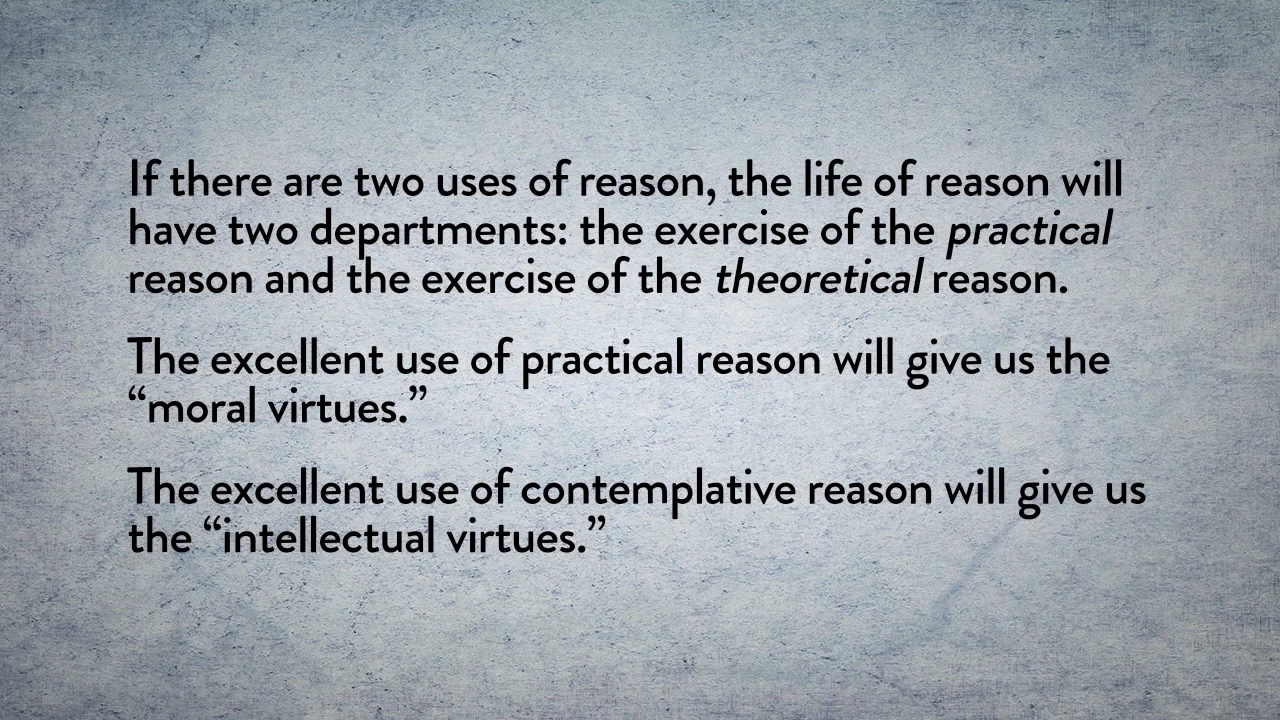 If there are two uses of reason, the life of reason will
have two departments: the exercise of the practical
reason and the exercise of the theoretical reason.
The excellent use of practical reason will give us the
“moral virtues.”
The excellent use of contemplative reason will give us
the “intellectual virtues.”